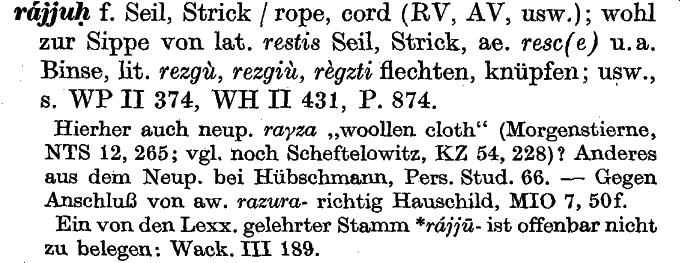 rájjuḥ f. Seil, Strick / rope, cord (RV, AV, usw.); wohl
zur Sippe von lat. restis Seil, Strick, ae. resc(e) u. a.
Binse, lit. rezgù, rezgiù, règzti flechten, knüpfen; usw.,
s. WP II 374, WH II 431, P. 874.
Hierher auch neup. raγza „woollen cloth“ (Morgenstierne,
NTS 12, 265; vgl. noch Scheftelowitz, KZ 54, 228)? Anderes
aus dem Neup. bei Hübschmann, Pers. Stud. 66. — Gegen
Anschluß von aw. razura- richtig Hauschild, MIO 7, 50f.
Ein von den Lexx. gelehrter Stamm *rájjū- ist offenbar nicht
zu belegen: Wack. III 189.